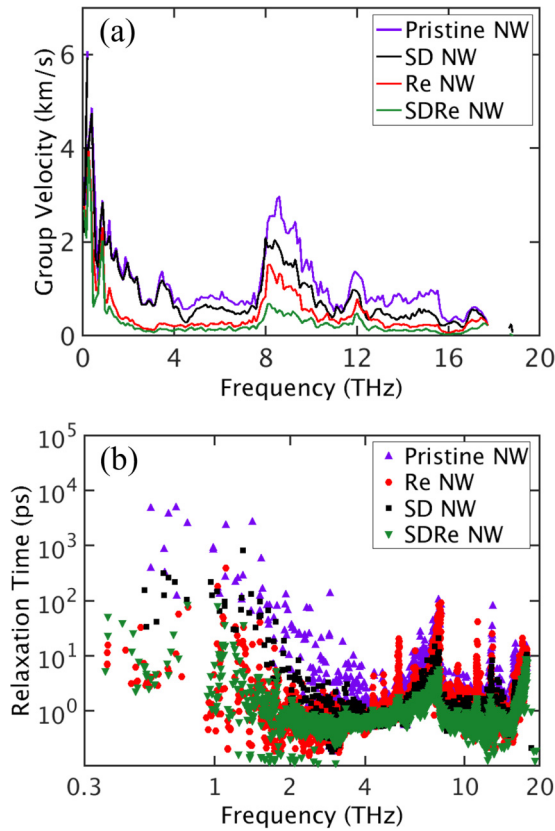 (a)
Pristine NW
SD NW
Re NW
SDRe NW
Group Velocity (km/s)
6
4
2
0
0 4 8 12 16 20
Frequency (THz)
(b)
Pristine NW
Re NW
SD NW
SDRe NW
Relaxation Time (ps)
10^5
10^4
10^3
10^2
10^1
10^0
0.3 1 2 4 10 20
Frequency (THz)